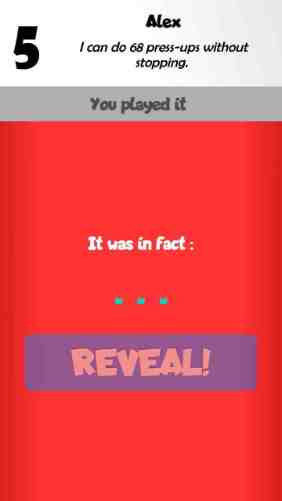 5
Alex
I can do 68 press-ups without
stopping.
You played it
It was in fact :
...
REVEAL!